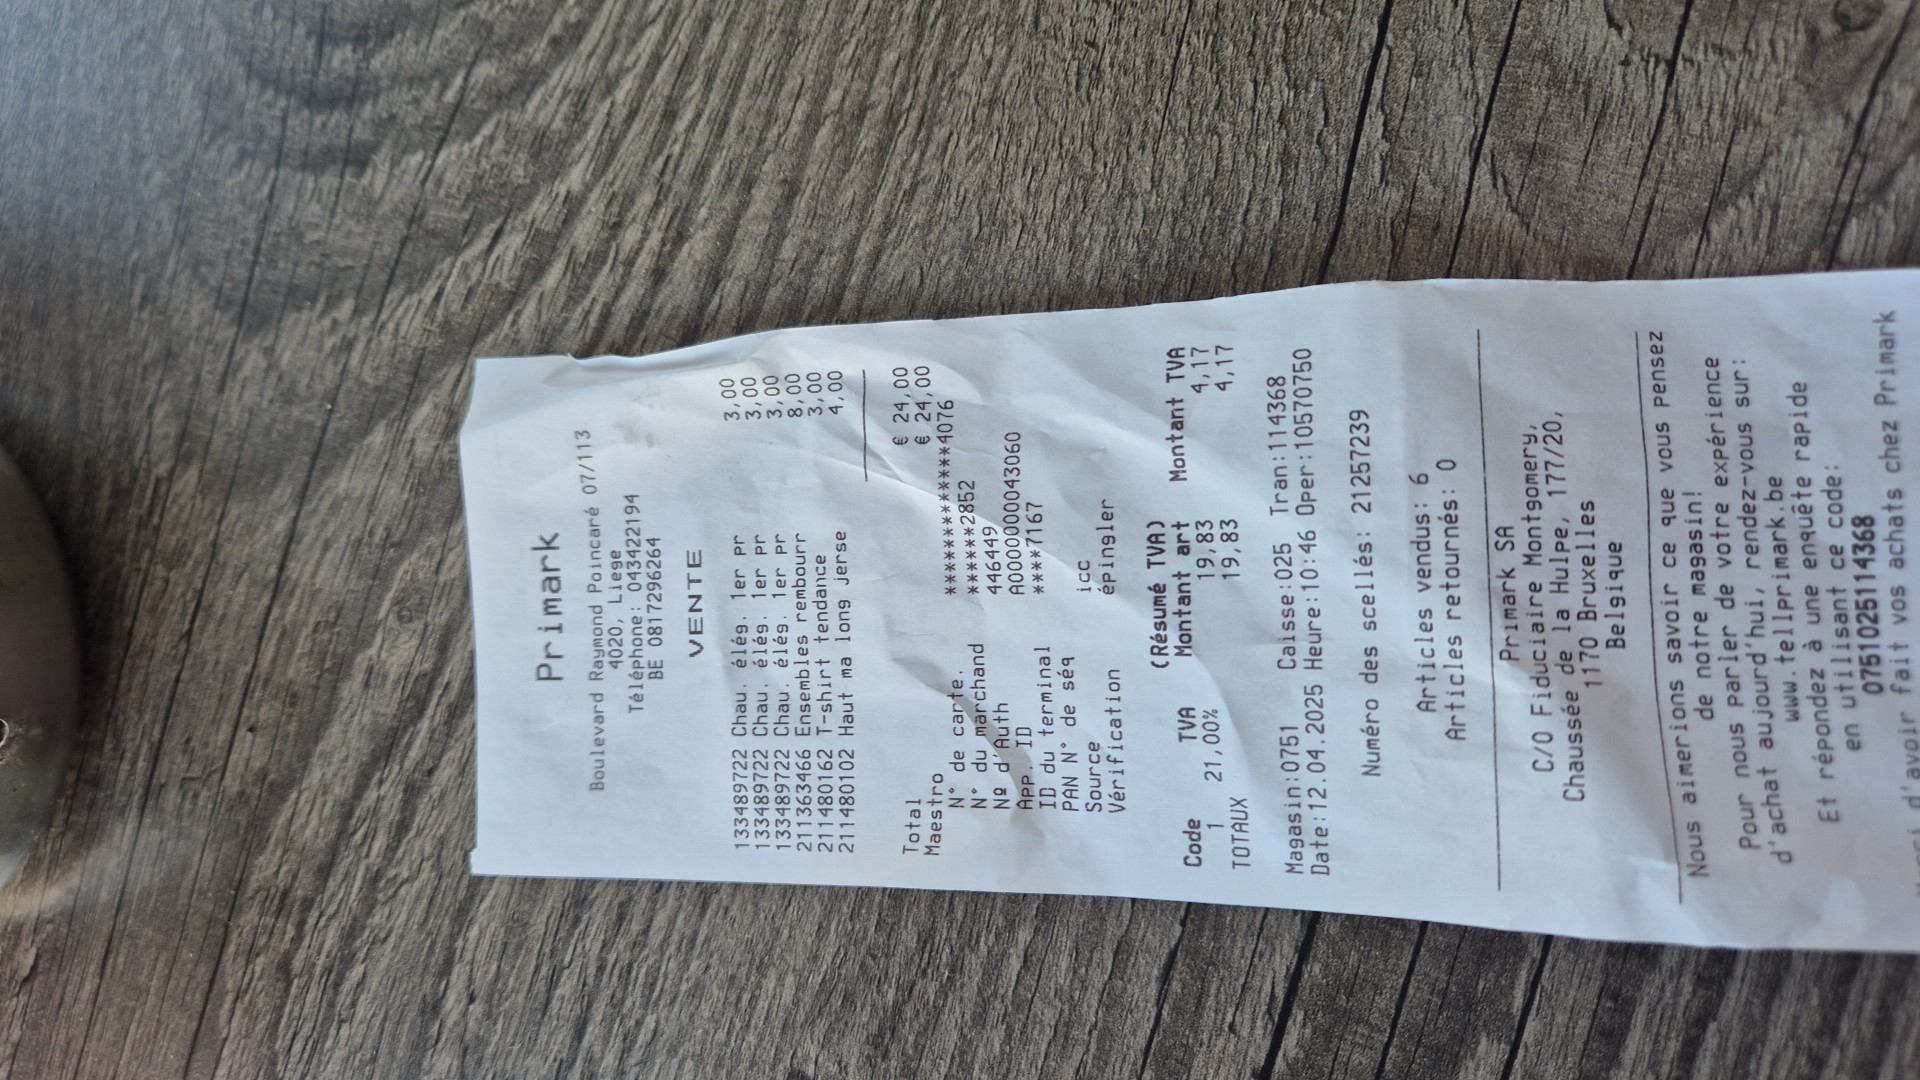 Primark
Boulevard Raymond Poincaré 07/113
4020, Liege
Téléphone: 043422194
BE 0817296264
VENTE
133489722 Chau. élég. 1er pr 3,00
133489722 Chau. élég. 1er pr 3,00
133489722 Chau. élég. 1er pr 3,00
211363466 Ensembles rembourr 8,00
211480162 T-shirt tendance 3,00
211480102 Haut ma long jerse 4,00
Total € 24,00
Maestro € 24,00
N° de carte. ***************4076
N° du marchand ******2852
Nº d'Auth 446449
App. ID A0000000043060
ID du terminal ****7167
PAN N° de séq
Source icc
Vérification épingler
(Résumé TVA)
Code TVA Montant art Montant TVA
1 21,00% 19,83 4,17
TOTAUX 19,83 4,17
Magasin:0751 Caisse:025 Tran:114368
Date:12.04.2025 Heure:10:46 Oper:10570750
Numéro des scellés: 21257239
Articles vendus: 6
Articles retournés: 0
Primark SA
C/O Fiduciaire Montgomery,
Chaussée de la Hulpe, 177/20,
1170 Bruxelles
Belgique
Nous aimerions savoir ce que vous pensez
de notre magasin!
Pour nous parler de votre expérience
d'achat aujourd'hui, rendez-vous sur:
www.tellprimark.be
Et répondez à une enquête rapide
en utilisant ce code:
0751025114368
d'avoir fait vos achats chez Primark